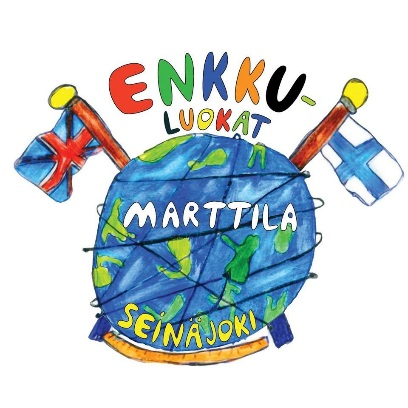 ENKKU-
LUOKAT
MARTTILA
SEINÄJOKI